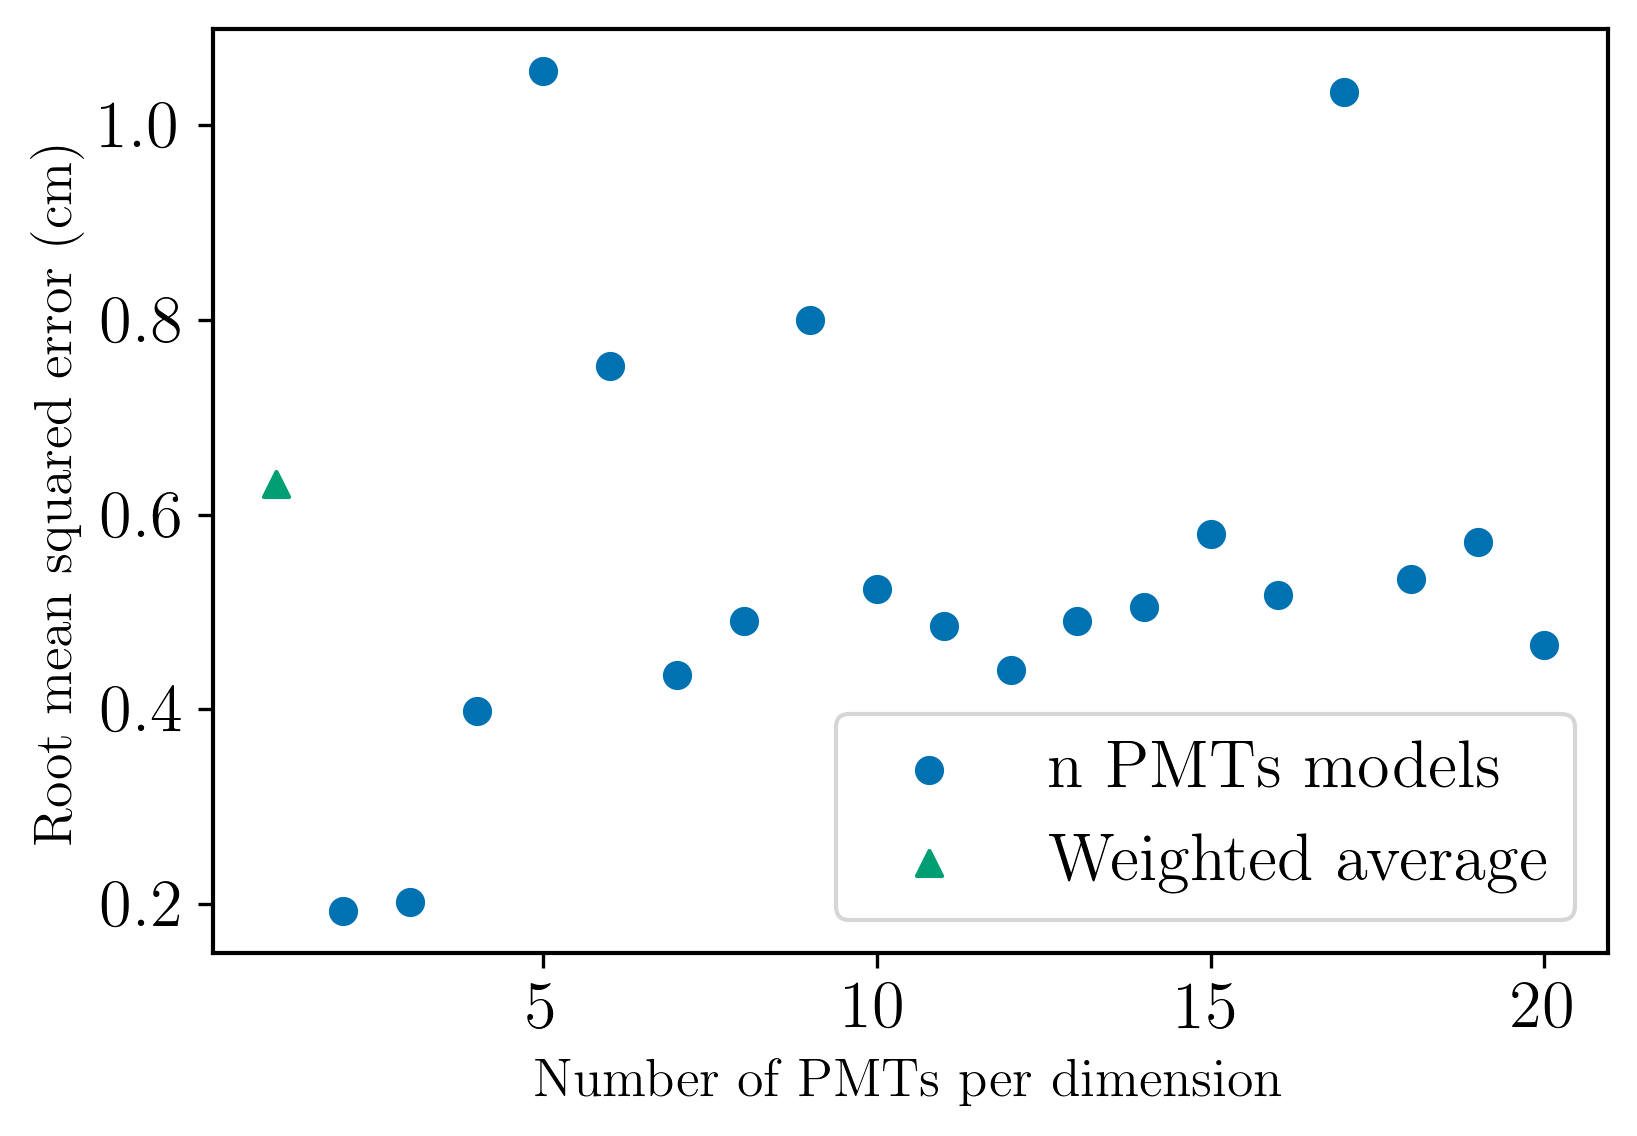 Root mean squared error (cm)
1.0
0.8
0.6
0.4
0.2
n PMTs models
Weighted average
5 10 15 20
Number of PMTs per dimension